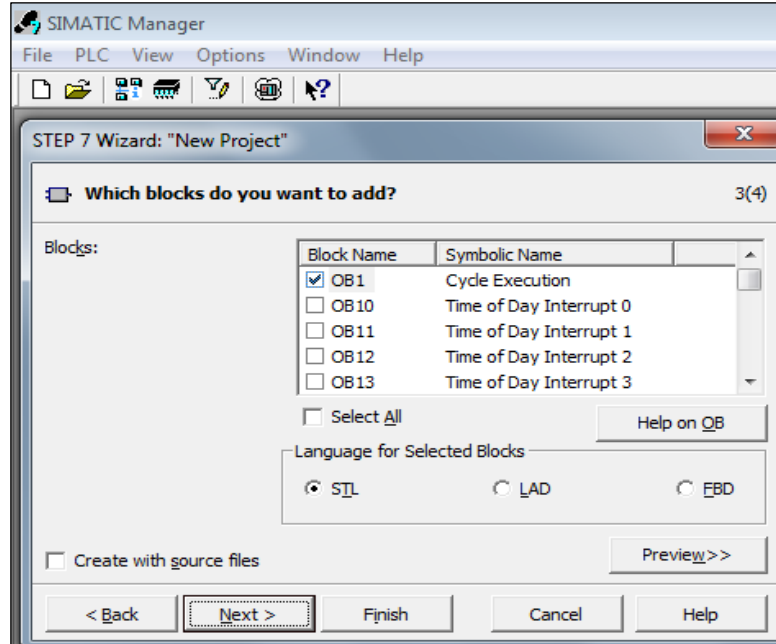 SIMATIC Manager
File PLC View Options Window Help
STEP 7 Wizard: "New Project"
Which blocks do you want to add? 3(4)
Blocks:
Block Name Symbolic Name
OB1 Cycle Execution
OB10 Time of Day Interrupt 0
OB11 Time of Day Interrupt 1
OB12 Time of Day Interrupt 2
OB13 Time of Day Interrupt 3
Select All
Help on OB
Language for Selected Blocks
STL LAD FBD
Create with source files
Preview>>
< Back Next > Finish Cancel Help